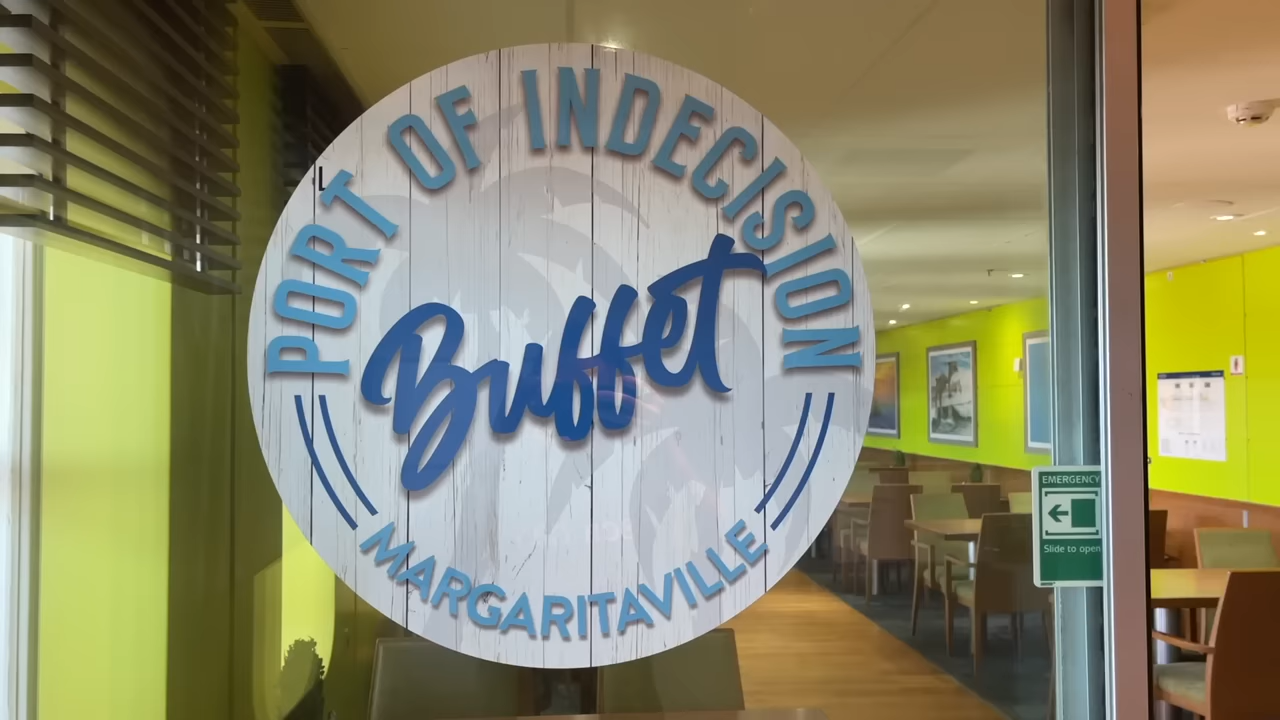 PORT OF INDECISION
Buffet
MARGARITAVILLE
EMERGENCY
Slide to open